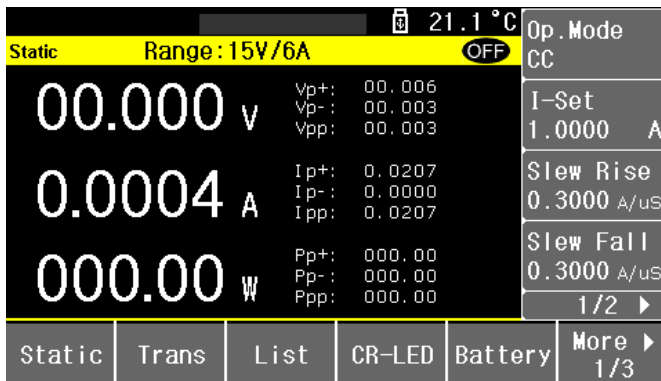 21.1°C
Static Range:15V/6A OFF
00.000 V
Vp+: 00.006
Vp-: 00.003
Vpp: 00.003
0.0004 A
Ip+: 0.0207
Ip-: 0.0000
Ipp: 0.0207
000.00 W
Pp+: 000.00
Pp-: 000.00
Ppp: 000.00
Op.Mode
CC
I-Set
1.0000 A
Slew Rise
0.3000 A/uS
Slew Fall
0.3000 A/uS
1/2
Static Trans List CR-LED Battery More
1/3